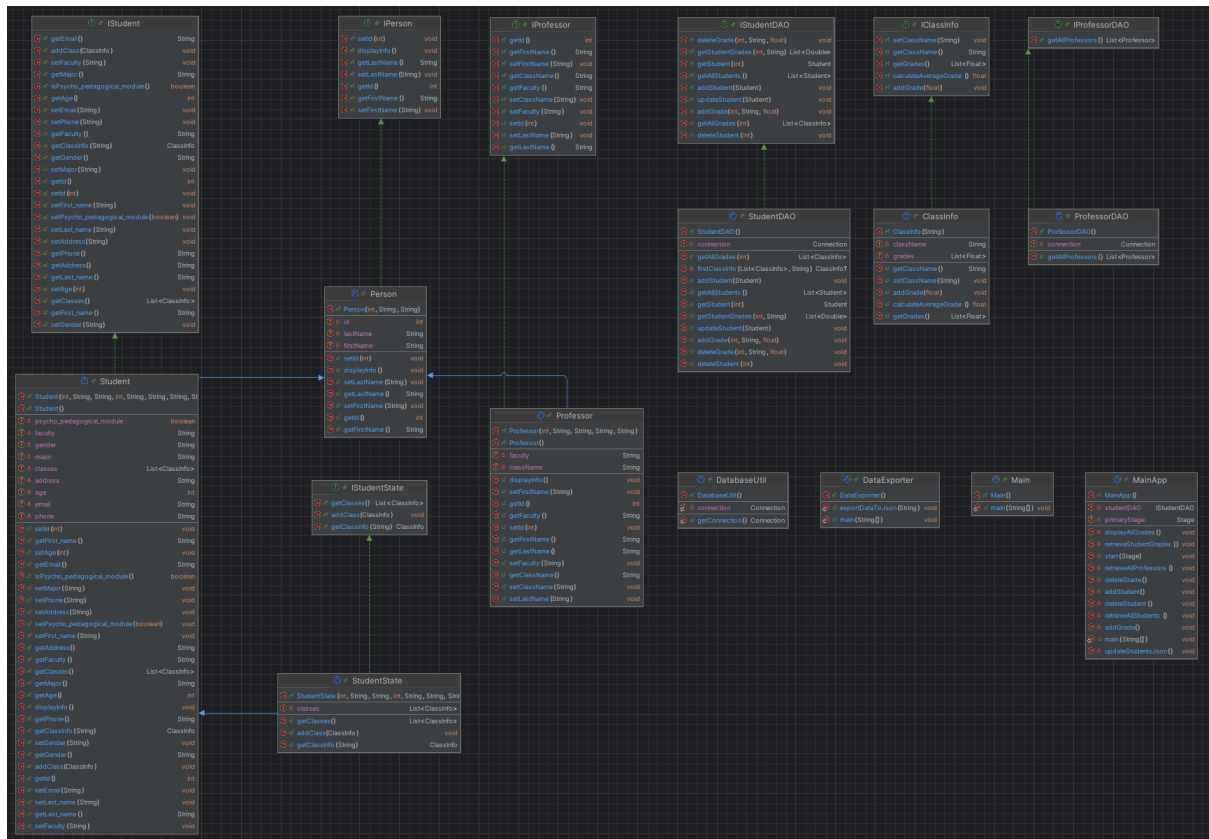 IStudent
getEmail() String
addClass(ClassInfo) void
setFaculty(String) void
getMajor() String
isPsycho_pedagogical_module() boolean
getAge() int
setEmail(String) void
setPhone(String) void
getFaculty() String
getClassInfo(String) ClassInfo
getGender() String
setMajor(String) void
getId() int
setId(int) void
setFirst_name(String) void
setPsycho_pedagogical_module(boolean) void
setLast_name(String) void
setAddress(String) void
getPhone() String
getAddress() String
getLast_name() String
setAge(int) void
getClasses() List<ClassInfo>
getFirst_name() String
setGender(String) void
IPerson
setId(int) void
displayInfo() void
getLastName() String
setLastName(String) void
getId() int
getFirstName() String
setFirstName(String) void
IProfessor
getId() int
getFirstName() String
setFirstName(String) void
getClassName() String
getFaculty() String
setClassName(String) void
setFaculty(String) void
setId(int) void
setLastName(String) void
getLastName() String
IStudentDAO
deleteGrade(int, String, float) void
getStudentGrades(int, String) List<Double>
getStudent(int) Student
getAllStudents() List<Student>
addStudent(Student) void
updateStudent(Student) void
addGrade(int, String, float) void
getAllGrades(int) List<ClassInfo>
deleteStudent(int) void
IClassInfo
setClassName(String) void
getClassName() String
getGrades() List<Float>
calculateAverageGrade() float
addGrade(float) void
IProfessorDAO
getAllProfessors() List<Professor>
StudentDAO
StudentDAO()
connection Connection
getAllGrades(int) List<ClassInfo>
findClassInfo(List<ClassInfo>, String) ClassInfo?
addStudent(Student) void
getAllStudents() List<Student>
getStudent(int) Student
getStudentGrades(int, String) List<Double>
updateStudent(Student) void
addGrade(int, String, float) void
deleteGrade(int, String, float) void
deleteStudent(int) void
ClassInfo
ClassInfo(String)
className String
grades List<Float>
getClassName() String
setClassName(String) void
addGrade(float) void
calculateAverageGrade() float
getGrades() List<Float>
ProfessorDAO
ProfessorDAO()
connection Connection
getAllProfessors() List<Professor>
Person
Person(int, String, String)
id int
lastName String
firstName String
setId(int) void
displayInfo() void
setLastName(String) void
getLastName() String
setFirstName(String) void
getId() int
getFirstName() String
Student
Student(int, String, String, int, String, String, String, St
Student()
psycho_pedagogical_module boolean
faculty String
gender String
major String
classes List<ClassInfo>
address String
age int
email String
phone String
setId(int) void
getFirst_name() String
setAge(int) void
getEmail() String
isPsycho_pedagogical_module() boolean
setMajor(String) void
setPhone(String) void
setAddress(String) void
setPsycho_pedagogical_module(boolean) void
setFirst_name(String) void
getAddress() String
getFaculty() String
getClasses() List<ClassInfo>
getMajor() String
getAge() int
displayInfo() void
getPhone() String
getClassInfo(String) ClassInfo
setGender(String) void
getGender() String
addClass(ClassInfo) void
getId() int
setEmail(String) void
setLast_name(String) void
getLast_name() String
setFaculty(String) void
Professor
Professor(int, String, String, String, String)
Professor()
faculty String
className String
displayInfo() void
setFirstName(String) void
getId() int
getFaculty() String
setId(int) void
getFirstName() String
getLastName() String
setFaculty(String) void
getClassName() String
setClassName(String) void
setLastName(String) void
IStudentState
getClasses() List<ClassInfo>
addClass(ClassInfo) void
getClassInfo(String) ClassInfo
DatabaseUtil
DatabaseUtil()
connection Connection
getConnection() Connection
DataExporter
DataExporter()
exportDataToJson(String) void
main(String[]) void
Main
Main()
main(String[]) void
MainApp
MainApp()
studentDAO IStudentDAO
primaryStage Stage
displayAllGrades() void
retrieveStudentGrades() void
start(Stage) void
retrieveAllProfessors() void
deleteGrade() void
addStudent() void
deleteStudent() void
retrieveAllStudents() void
addGrade() void
main(String[]) void
updateStudentsJson() void
StudentState
StudentState(int, String, String, int, String, String, Strin
classes List<ClassInfo>
getClasses() List<ClassInfo>
addClass(ClassInfo) void
getClassInfo(String) ClassInfo